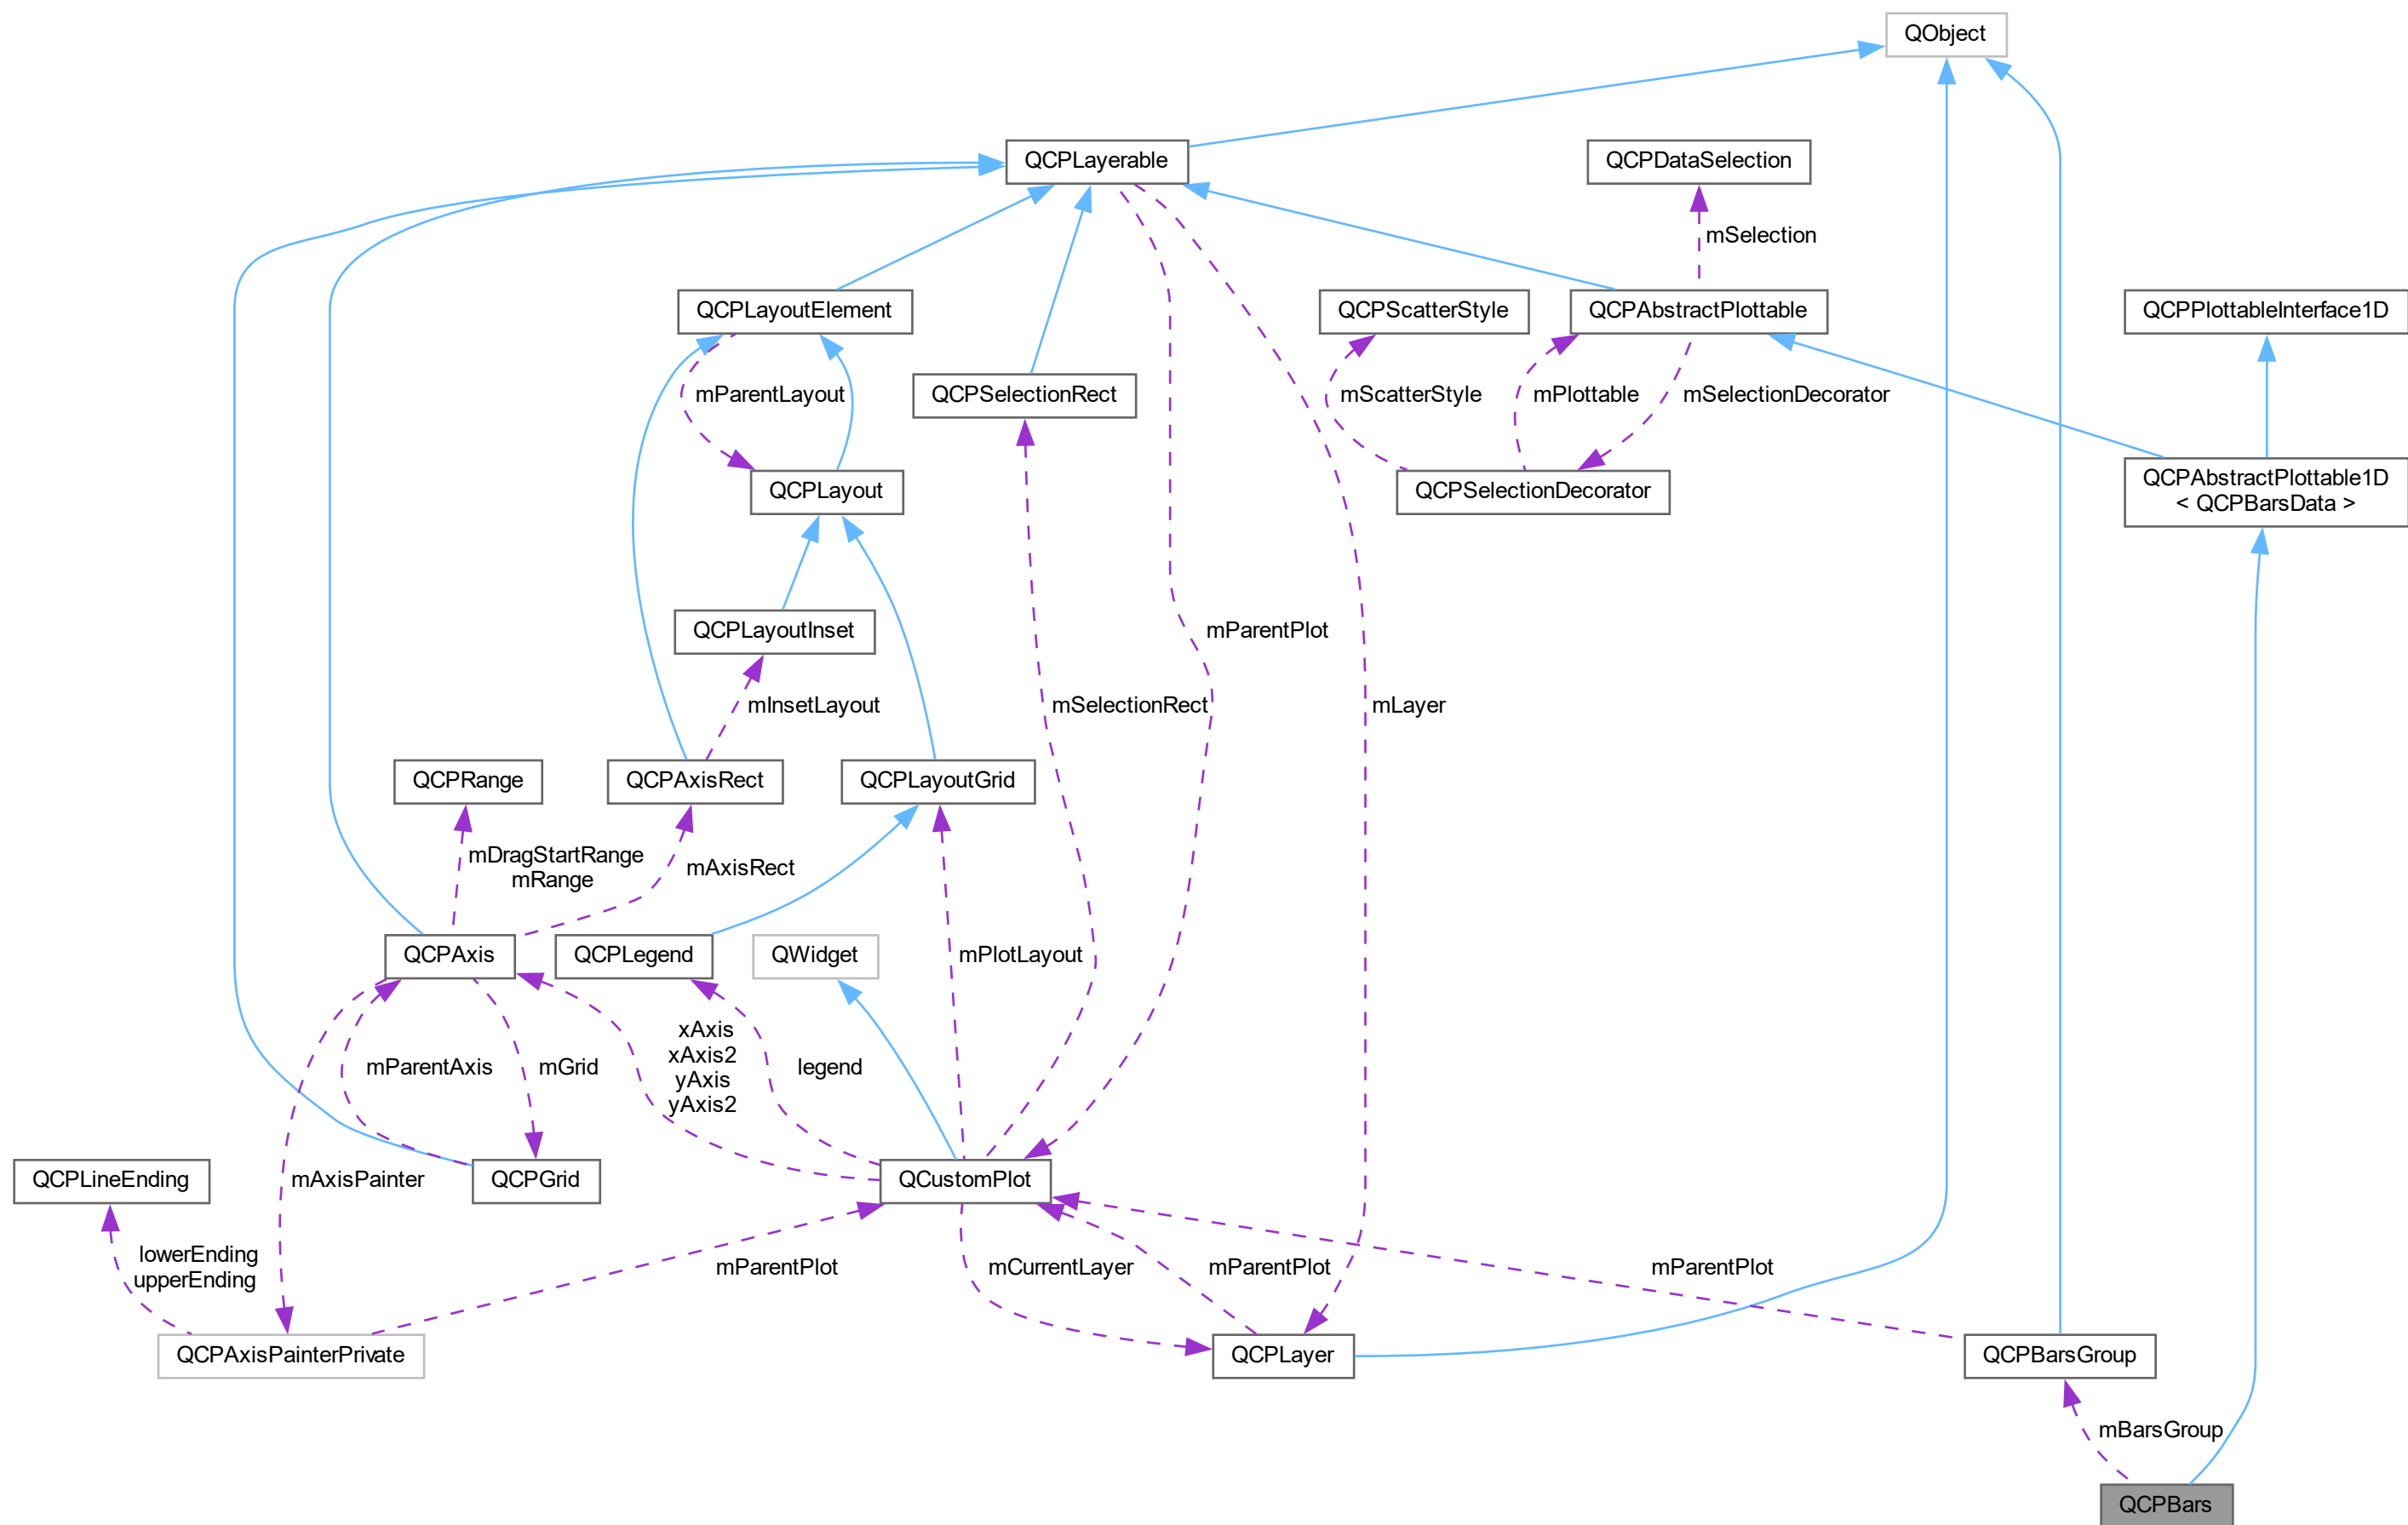 QObject
QCPLayerable
QCPDataSelection
mSelection
QCPLayoutElement
QCPScatterStyle
QCPAbstractPlottable
QCPPlottableInterface1D
mParentLayout
QCPSelectionRect
mScatterStyle
mPlottable
mSelectionDecorator
QCPLayout
QCPSelectionDecorator
QCPAbstractPlottable1D
< QCPBarsData >
QCPLayoutInset
mParentPlot
mInsetLayout
mSelectionRect
mLayer
QCPRange
QCPAxisRect
QCPLayoutGrid
mDragStartRange
mRange
mAxisRect
QCPAxis
QCPLegend
QWidget
mPlotLayout
xAxis
xAxis2
yAxis
yAxis2
mParentAxis
mGrid
legend
QCPLineEnding
mAxisPainter
QCPGrid
QCustomPlot
lowerEnding
upperEnding
mParentPlot
mCurrentLayer
mParentPlot
mParentPlot
QCPAxisPainterPrivate
QCPLayer
QCPBarsGroup
mBarsGroup
QCPBars